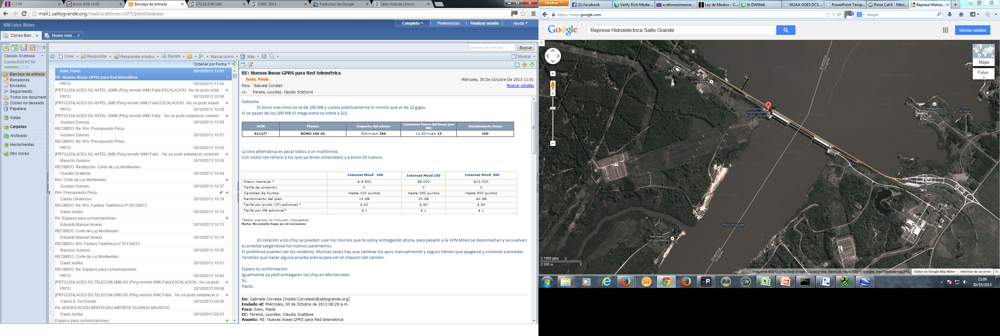 C.T.M
Inicio K2B v4.05
Bandeja de entrada
172.16.3.40/ott/
JOBIC 2013
Traductor de Google
Salto Grande | Inicio
mail1.saltogrande.org/mail/scattonec.nsf?OpenDatabase
IBM.Lotus.iNotes.
Completo
Preferencias
Finalizar sesión
Ayuda
Correo-Ban...
Nuevo men...
Bandeja de entrada
Buscar
Claudio Scattone
CorreoSG01/CTM
Crear
Responder
Responder a todos
Remitir
Marcar como
Más
Mostrar
Ordenar por Fecha
Bandeja de entrada
Borradores
Enviados
Seguimiento
Todos los document
Correo no deseado
Papelera
Vistas
Carpetas
Archivado
Herramientas
Otro correo
Ivani, Paola 30/10/2013 11:01
RE: Nuevas líneas GPRS para Red telemétrica
PRTG 30/10/2013 11:00
[PRTG] ENLACES-SG ANTEL-30MB (Ping remoto WMI) Falla ESCALACION : No se pudo estab
PRTG 30/10/2013 10:58
[PRTG] ENLACES-SG ANTEL-2MB (Ping remoto WMI) Falla ESCALACION : No se pudo establ
PRTG 30/10/2013 10:58
[PRTG] ENLACES-SG ANTEL-30MB (Ping remoto WMI) Falla : No se pudo establecer conexió
Gustavo Dansey 30/10/2013 10:58
RECIBIDO: Re: Rm: Presupuesto Pinza
Gustavo Dansey 30/10/2013 10:57
RECIBIDO: Re: Rm: Presupuesto Pinza
PRTG 30/10/2013 10:56
[PRTG] ENLACES-SG ANTEL-2MB (Ping remoto WMI) Falla : No se pudo establecer conexión
Mauricio Guarino 30/10/2013 10:56
RECIBIDO: Restitución: Corte de Luz Montevideo
Claudio Scattone 30/10/2013 10:44
Rm: Corte de Luz Montevideo
Gustavo Dansey 30/10/2013 10:37
Rm: Presupuesto Pinza
Carlos Delafosse 30/10/2013 10:19
RECIBIDO: Re: Rm: Factura Telefónica nº 20130813
David Jubilla 30/10/2013 10:14
Re: Equipos para comunicaciones
Eduardo Manuel Alvarez 30/10/2013 10:13
RECIBIDO: Corte de Luz Montevideo
Eduardo Manuel Alvarez 30/10/2013 10:10
RECIBIDO: Rm: Factura Telefónica nº 20130813
Mauricio Guarino 30/10/2013 10:05
RECIBIDO: Corte de Luz Montevideo
David Jubilla 30/10/2013 10:01
RECIBIDO: Re: Equipos para comunicaciones
PRTG 30/10/2013 10:00
[PRTG] ENLACES-SG TELECOM-2MB-SG (Ping remoto WMI) Falla ESCALACION : No se pudo
PRTG 30/10/2013 09:58
[PRTG] ENLACES-SG TELECOM-2MB-SG (Ping remoto WMI) Falla : No se pudo establecer co
Carlos E. De Donato 30/10/2013 09:56
Re: MODIFICACIÓN REINTEGRO IMPORTE GUARINO MAURICIO
David Jubilla 30/10/2013 09:53
Equipos para comunicaciones
RE: Nuevas líneas GPRS para Red telemétrica
Ivani, Paola
Miércoles, 30 De Octubre De 2013 11:01
Para: 'Gabriela Corrales'
Mostrar detalles
cc: Pereira, Lourdes, Claudio Scattone
Gabriela:
El bono más chico es el de 100 MB y cuesta prácticamente lo mismo que el de 12 gigas.
Si se pasan de los 100 MB el mega extra se cobra a $15.
ACM Planes Importe del abono Consumo fuera del bono por MB Rendimiento Bono
61127* BONO 100 3G 300+iva= 366 12,30+iva= 15 100
La otra alternativa es pasar todos a un multilinea.
Con todos me refiero a los que ya tenes conectados y a estos 10 nuevos.
Internet Móvil 100 Internet Móvil 250 Internet Móvil 500
Precio mensual * $ 4.500 $8.000 $12.000
Tarifa de conexión 0 0 0
Cantidad de Puntos Hasta 100 puntos Hasta 250 puntos Hasta 500 puntos
Rendimiento del plan 10 GB 20 GB 40 GB
Tarifa por punto (IP) adicional * $ 60 $ 60 $ 60
Tarifa por MB adicional* $ 1 $ 1 $ 1
*Estos precios no incluyen impuestos.
Nota: No existe tope en el consumo
En relación a los chip se pueden usar los mismos que te estoy entregando ahora, para pasarlo a la VPN Movil se desconectan y se vuelven
a conectar cargándose los nuevos parámetros.
El problema pueden ser los módems. Muchas veces hay que cambiar los apns manualmente y seguro tienen que apagarse y volverse a enceder.
Tendrían que hacer alguna prueba previa para ver el impacto del cambio.
Espero tu confirmación.
Igualmente ya pedí entregaran los chip en Montevideo.
Ss,
Paola
De: Gabriela Corrales [mailto:CorralesG@saltogrande.org]
Enviado el: Miércoles, 30 de Octubre de 2013 08:29 a.m.
Para: Ivani, Paola
CC: Pereira, Lourdes; Claudio Scattone
Asunto: RE: Nuevas lineas GPRS para Red telemetrica
Firefox
(1) Facebook
Verify Rich Media ...
scattonesimeone ...
Ley de Medios - C...
In DWWeb
NOAA GOES DCS ...
PowerPoint Temp...
Pinza Cat 6 - Merc...
Represa Hidroe...
https://maps.google.com
Google
Google
Represa Hidroeléctrica Salto Grande
Iniciar sesión
Mapa
Fotos
Argentina
Uruguay
Enfermería
A
Represa
Hidroeléctrica
Salto Grande
Helipuerto
Toma
de agua
Río Uruguay
Balneario La
Tortuga Alegre
Argentina
Uruguay
1000 pies
500 m
Imágenes ©2013 Cnes/Spot Image, DigitalGlobe, Datos de mapa ©2013 Google, Inav/Geosistemas SRL -
Editar en Google Map Maker
Informar de un error
11:09
30/10/2013